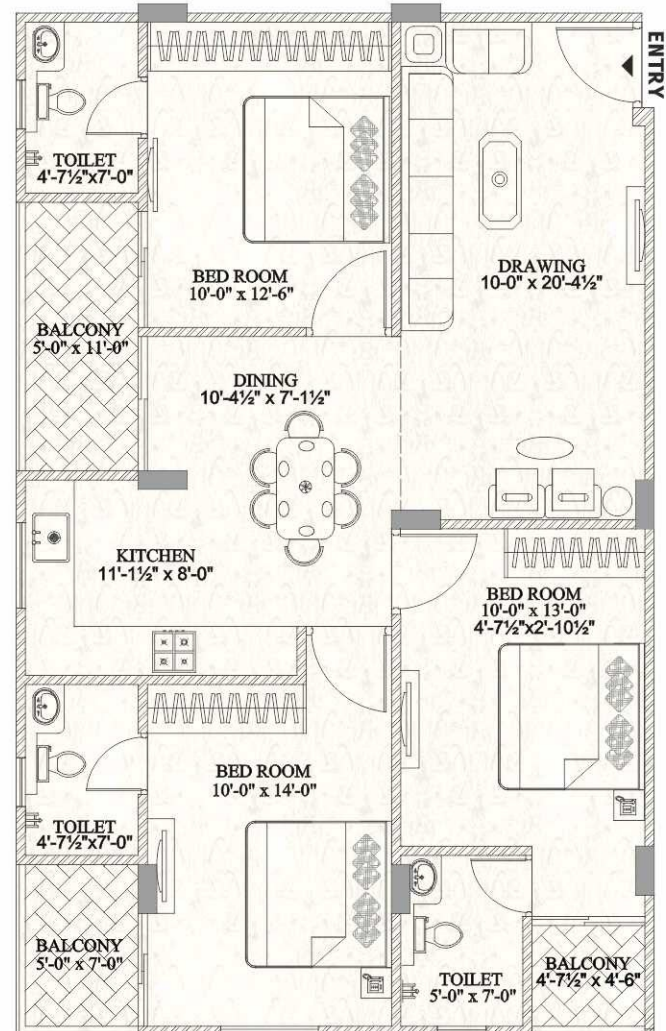 ENTRY
TOILET
4'-7½"x7'-0"
BED ROOM
10'-0" x 12'-6"
DRAWING
10-0" x 20'-4½"
BALCONY
5'-0" x 11'-0"
DINING
10'-4½" x 7'-1½"
KITCHEN
11'-1½" x 8'-0"
BED ROOM
10'-0" x 13'-0"
4'-7½"x2'-10½"
BED ROOM
10'-0" x 14'-0"
TOILET
4'-7½"x7'-0"
BALCONY
5'-0" x 7'-0"
TOILET
5'-0" x 7'-0"
BALCONY
4'-7½" x 4'-6"